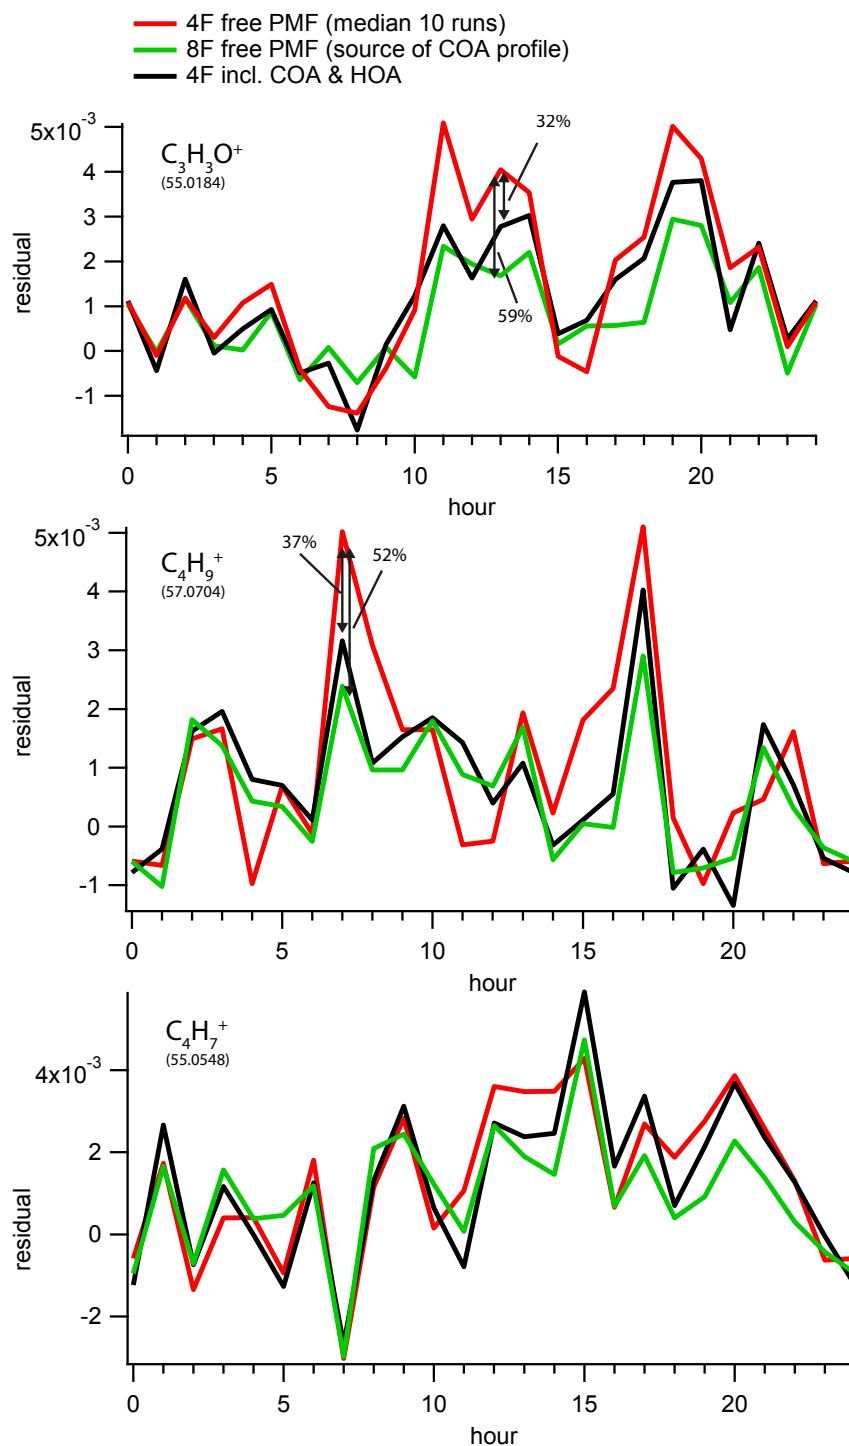 4F free PMF (median 10 runs)
8F free PMF (source of COA profile)
4F incl. COA & HOA
5x10⁻³
4
3
2
1
0
-1
residual
C₃H₃O⁺
(55.0184)
32%
59%
0 5 10 15 20
hour
5x10⁻³
4
3
2
1
0
-1
residual
C₄H₉⁺
(57.0704)
37%
52%
0 5 10 15 20
hour
4x10⁻³
2
0
-2
residual
C₄H₇⁺
(55.0548)
0 5 10 15 20
hour